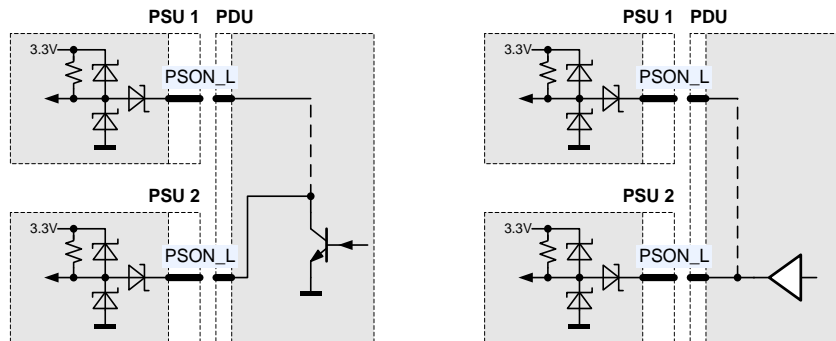 PSU 1 PDU PSU 1 PDU
3.3V 3.3V
PSON_L PSON_L
PSU 2 PSU 2
3.3V 3.3V
PSON_L PSON_L